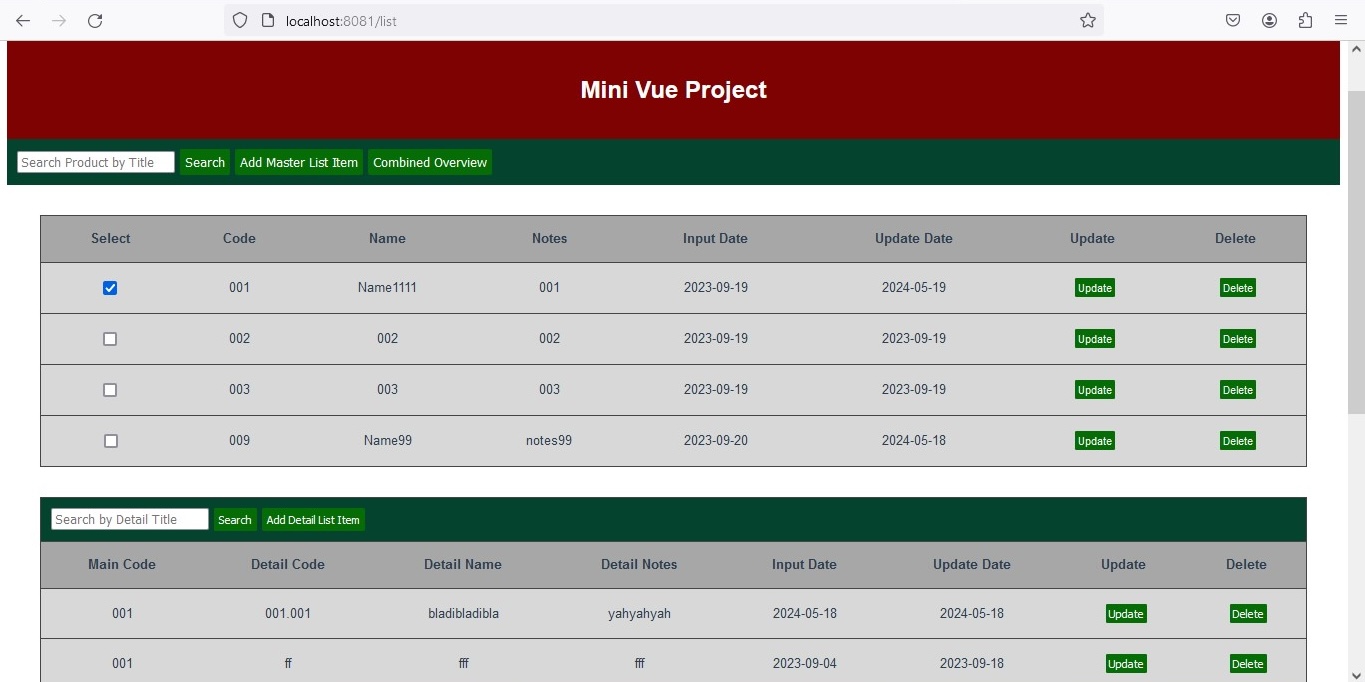 localhost:8081/list
Mini Vue Project
Search Product by Title Search Add Master List Item Combined Overview
Select Code Name Notes Input Date Update Date Update Delete
001 Name1111 001 2023-09-19 2024-05-19 Update Delete
002 002 002 2023-09-19 2023-09-19 Update Delete
003 003 003 2023-09-19 2023-09-19 Update Delete
009 Name99 notes99 2023-09-20 2024-05-18 Update Delete
Search by Detail Title Search Add Detail List Item
Main Code Detail Code Detail Name Detail Notes Input Date Update Date Update Delete
001 001.001 bladibladibla yahyahyah 2024-05-18 2024-05-18 Update Delete
001 ff fff fff 2023-09-04 2023-09-18 Update Delete